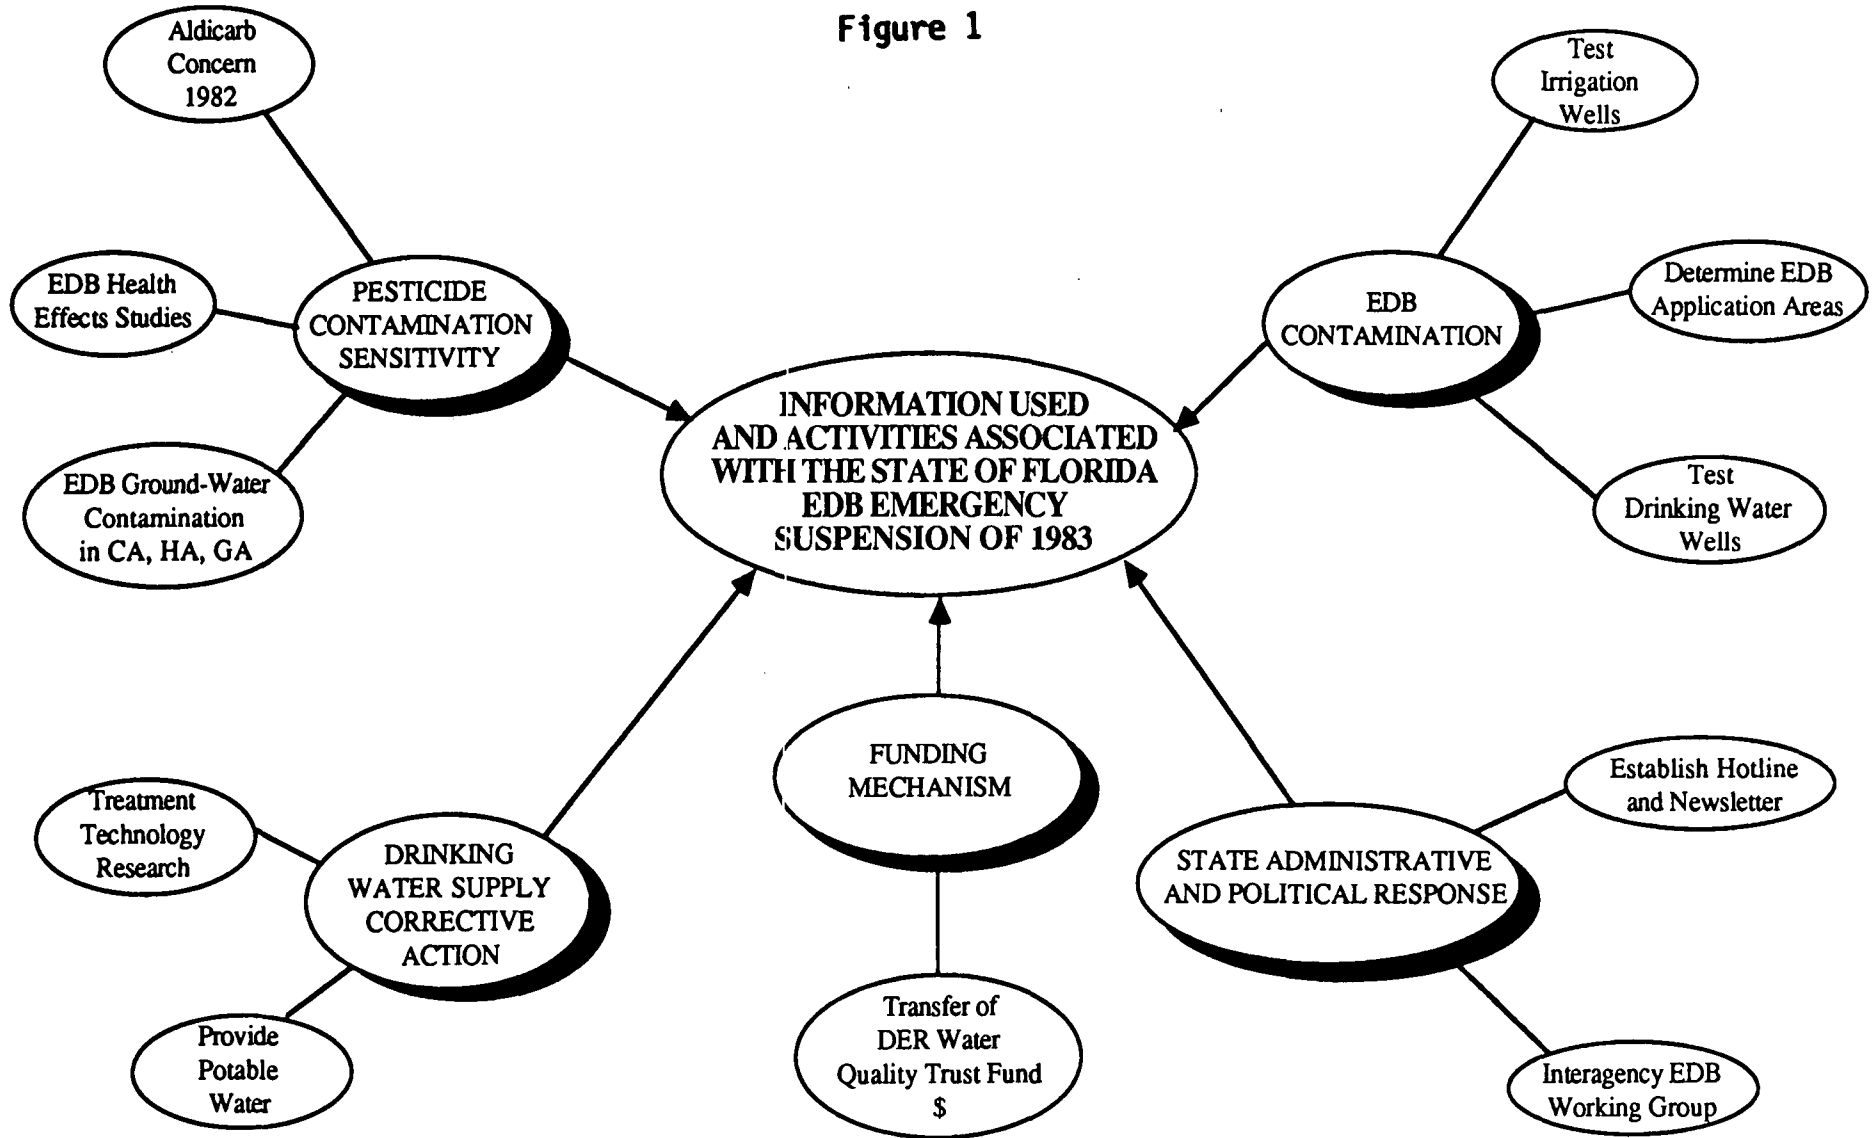 Figure 1
Aldicarb
Concern
1982
EDB Health
Effects Studies
EDB Ground-Water
Contamination
in CA, HA, GA
PESTICIDE
CONTAMINATION
SENSITIVITY
Test
Irrigation
Wells
Determine EDB
Application Areas
Test
Drinking Water
Wells
EDB
CONTAMINATION
INFORMATION USED
AND ACTIVITIES ASSOCIATED
WITH THE STATE OF FLORIDA
EDB EMERGENCY
SUSPENSION OF 1983
Treatment
Technology
Research
Provide
Potable
Water
DRINKING
WATER SUPPLY
CORRECTIVE
ACTION
FUNDING
MECHANISM
Transfer of
DER Water
Quality Trust Fund
$
STATE ADMINISTRATIVE
AND POLITICAL RESPONSE
Establish Hotline
and Newsletter
Interagency EDB
Working Group